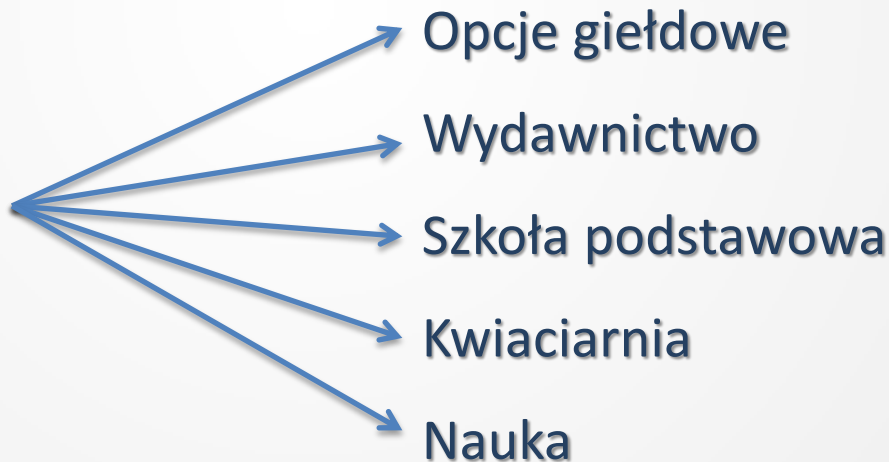 Opcje giełdowe
Wydawnictwo
Szkoła podstawowa
Kwiaciarnia
Nauka